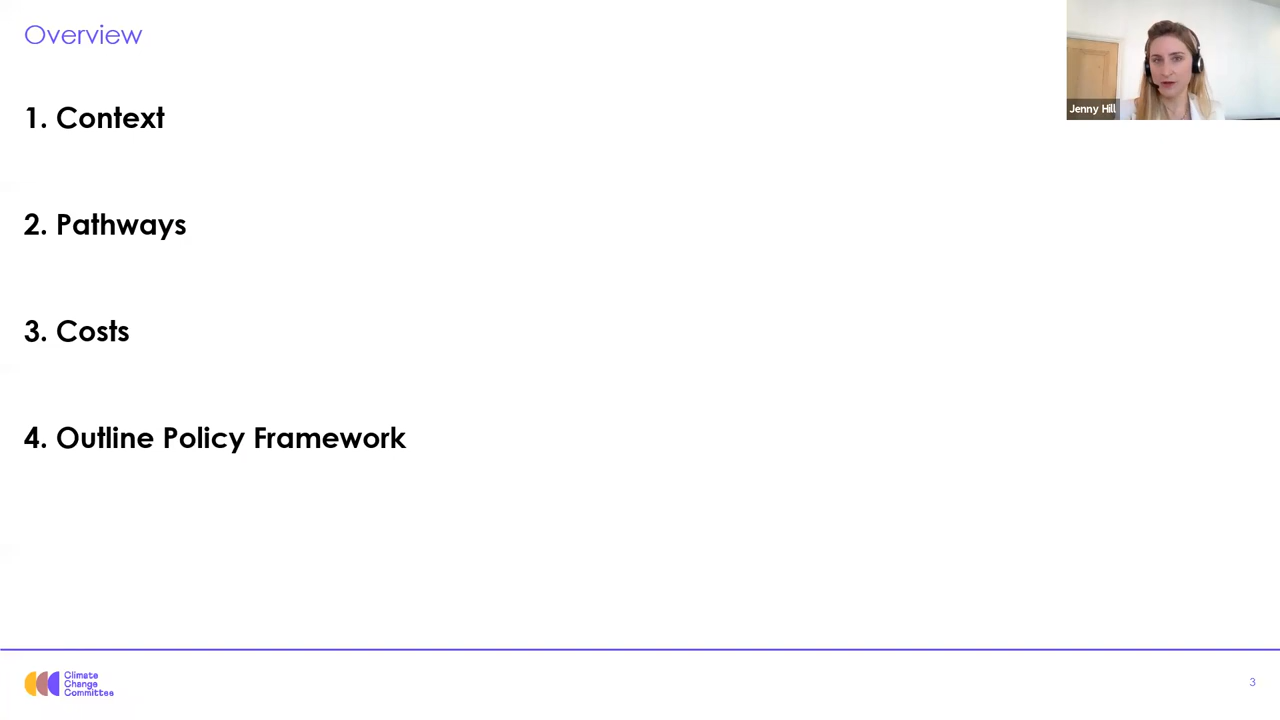 Overview
Jenny Hill
1. Context
2. Pathways
3. Costs
4. Outline Policy Framework
Climate
Change
Committee
3